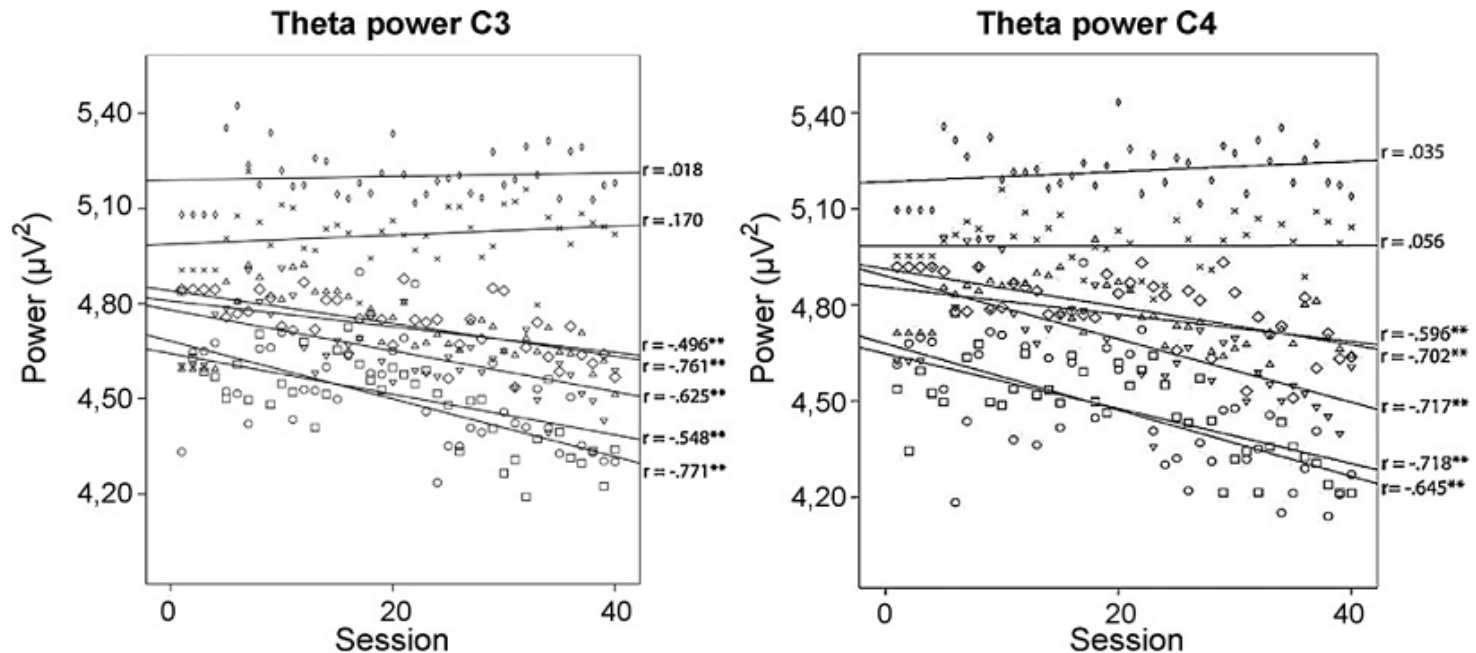 Theta power C3
Power (μV²)
5,40
5,10
4,80
4,50
4,20
r = .018
r = .170
r = -.496**
r = -.761**
r = -.625**
r = -.548**
r = -.771**
0
20
40
Session
Theta power C4
Power (μV²)
5,40
5,10
4,80
4,50
4,20
r = .035
r = .056
r = -.596**
r = -.702**
r = -.717**
r = -.718**
r= -.645**
0
20
40
Session